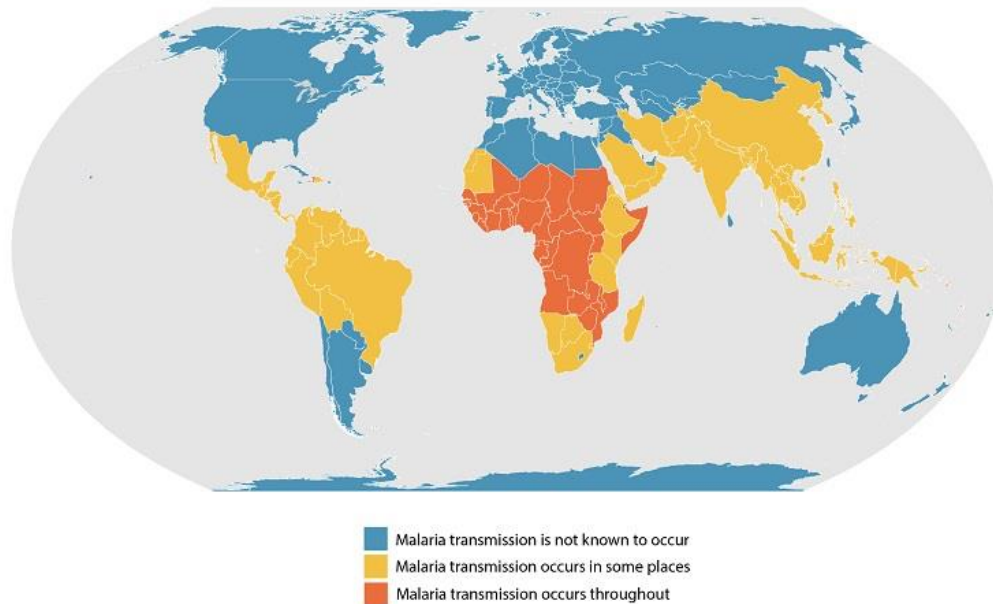 Malaria transmission is not known to occur
Malaria transmission occurs in some places
Malaria transmission occurs throughout